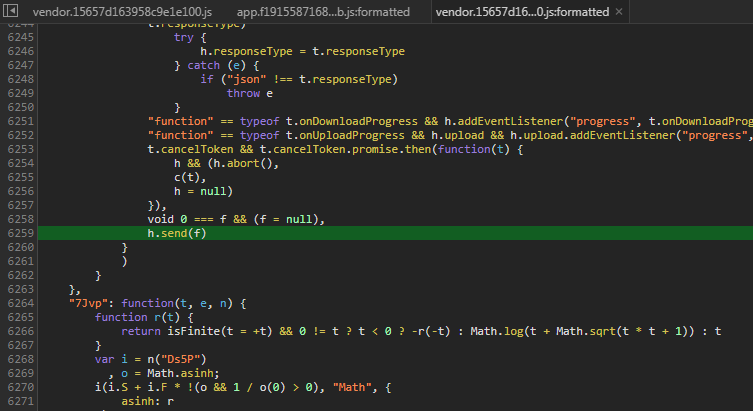 vendor.15657d163958c9e1e100.js app.f1915587168...b.js:formatted vendor.15657d16...0.js:formatted ×
6244 t.responseType)
6245 try {
6246 h.responseType = t.responseType
6247 } catch (e) {
6248 if ("json" !== t.responseType)
6249 throw e
6250 }
6251 "function" == typeof t.onDownloadProgress && h.addEventListener("progress", t.onDownloadProg
6252 "function" == typeof t.onUploadProgress && h.upload && h.upload.addEventListener("progress",
6253 t.cancelToken && t.cancelToken.promise.then(function(t) {
6254 h && (h.abort(),
6255 c(t),
6256 h = null)
6257 }),
6258 void 0 === f && (f = null),
6259 h.send(f)
6260 }
6261 )
6262 }
6263 },
6264 "7Jvp": function(t, e, n) {
6265 function r(t) {
6266 return isFinite(t = +t) && 0 != t ? t < 0 ? -r(-t) : Math.log(t + Math.sqrt(t * t + 1)) : t
6267 }
6268 var i = n("Ds5P")
6269 , o = Math.asinh;
6270 i(i.S + i.F * !(o && 1 / o(0) > 0), "Math", {
6271 asinh: r